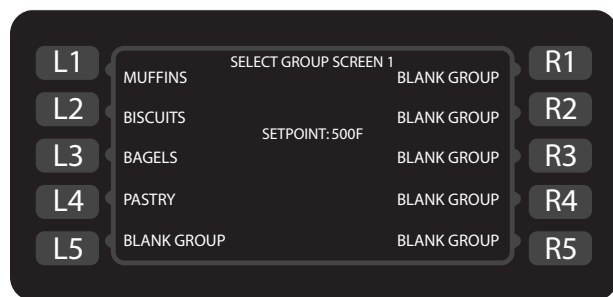 SELECT GROUP SCREEN 1
L1 MUFFINS BLANK GROUP R1
L2 BISCUITS BLANK GROUP R2
SETPOINT: 500F
L3 BAGELS BLANK GROUP R3
L4 PASTRY BLANK GROUP R4
L5 BLANK GROUP BLANK GROUP R5